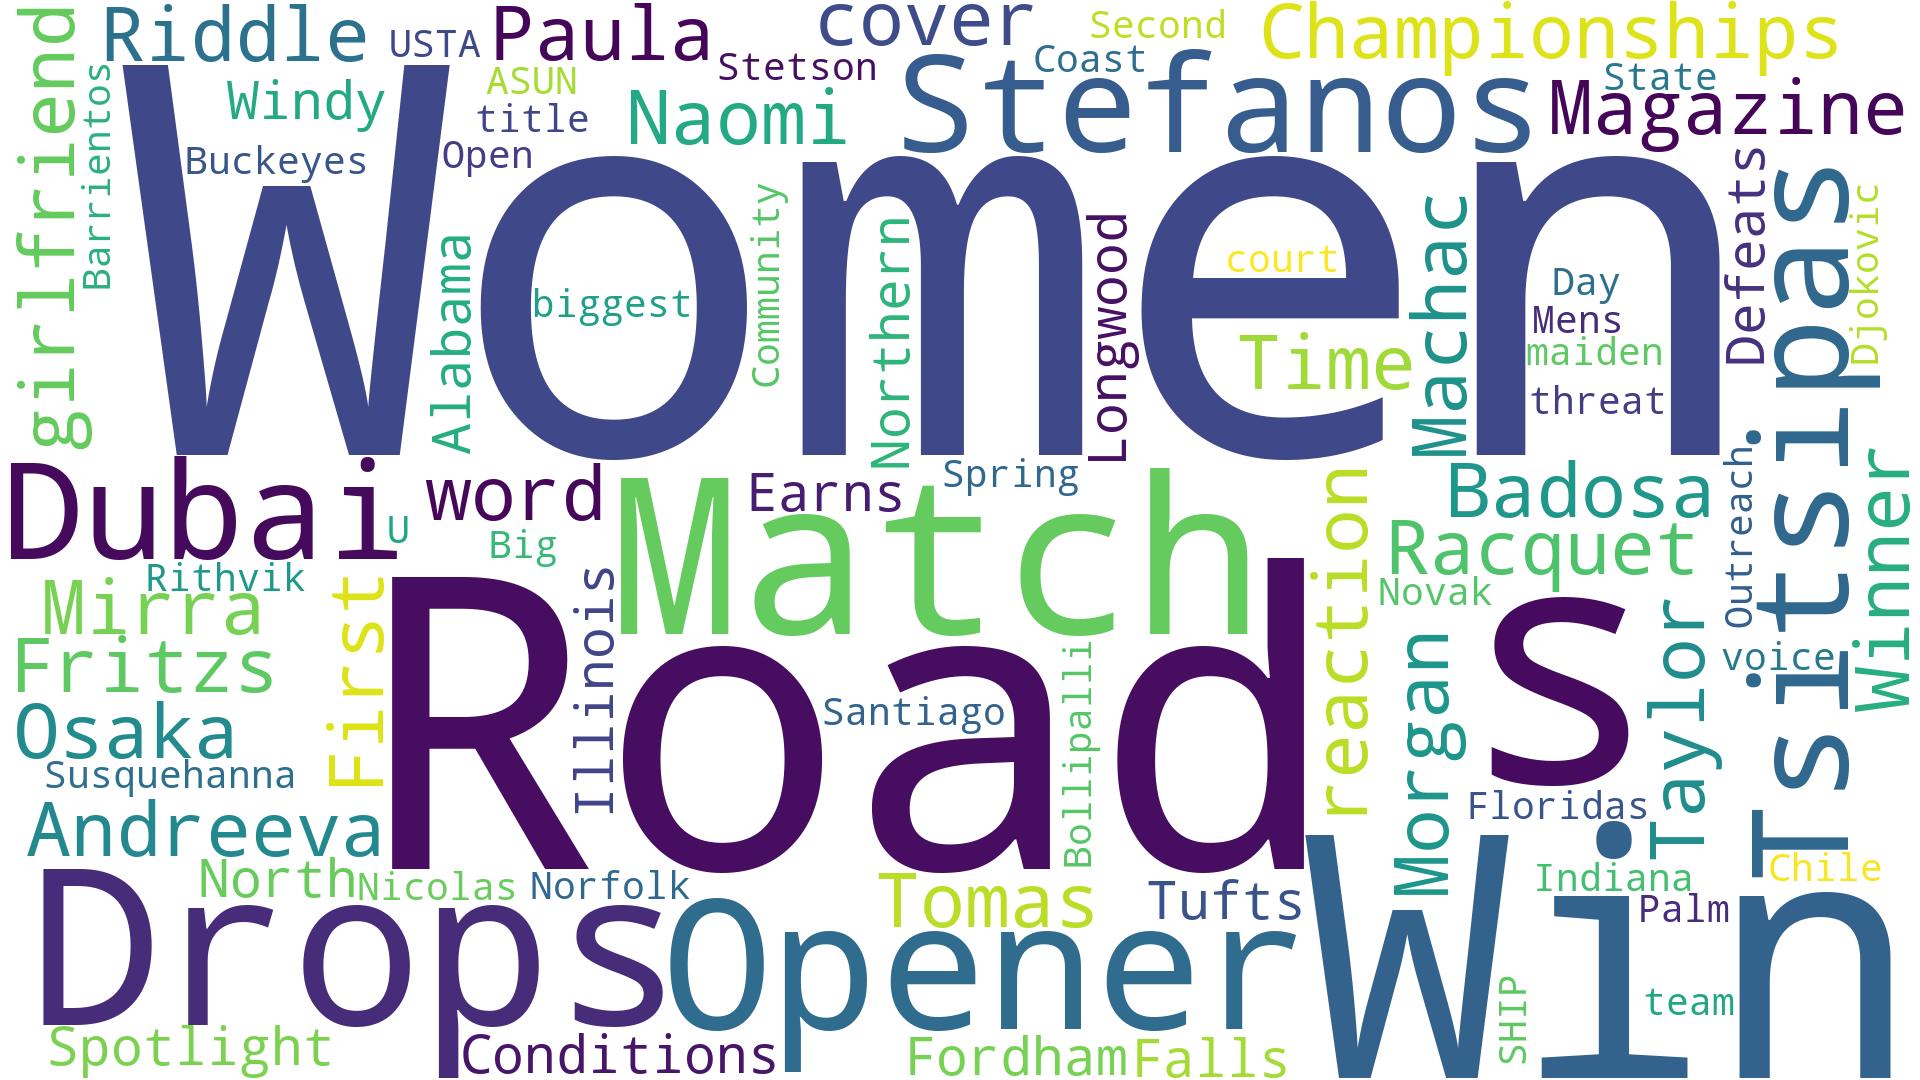 girlfriend
Riddle
USTA
Paula
cover
Second
Championships
Stetson
Coast
State
Windy
ASUN
title
Naomi
Stefanos
Magazine
Barrientos
Buckeyes
Open
Women
Alabama
biggest
Community
Northern
Longwood
court
Time
Machac
Day
Mens
maiden
threat
Defeats
Tsitsipas
Djokovic
Dubai
U
word
Big
Match
Earns
Spring
reaction
Badosa
Racquet
Novak
Outreach
Winner
Rithvik
Mirra
Fritzs
Osaka
Susquehanna
Andreeva
First
Road
Illinois
Santiago
Bollipalli
Morgan
s
Taylor
voice
Floridas
North
Nicolas
Norfolk
Tomas
Tufts
Indiana
Chile
Palm
Drops
Opener
Win
SHIP
team
Spotlight
Conditions
Fordham
Falls